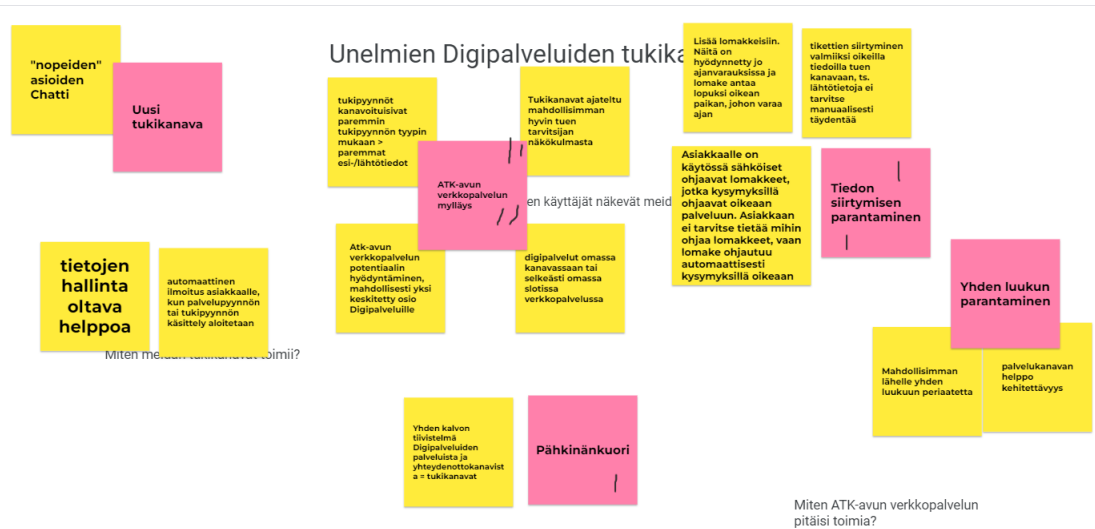 "nopeiden"
asioiden
Chatti
Uusi
tukikanava
Unelmien Digipalveluiden
tukipyynnöt
kanavoituisivat
paremmin
tukipyynnön tyypin
mukaan >
paremmat
esi-/lähtötiedot
Tukikanavat ajateltu
mahdollisimman
hyvin tuen
tarvitsijan
näkökulmasta
ATK-avun
verkkopalvelun
mylläys
käyttäjät näkevät
Atk-avun
verkkopalvelun
potentiaalin
hyödyntäminen,
mahdollisesti yksi
keskitetty osio
Digipalveluille
digipalvelut omassa
kanavassaan tai
selkeästi omassa
slotissa
verkkopalvelussa
Lisää lomakkeisiin.
Näitä on
hyödynnetty jo
ajanvarauksissa ja
lomake antaa
lopuksi oikean
paikan, johon varaa
ajan
tikettien siirtyminen
valmiiksi oikeilla
tiedoilla tuen
kanavaan, ts.
lähtötietoja ei
tarvitse
manuaalisesti
täydentää
Asiakkaalle on
käytössä sähköiset
ohjaavat lomakkeet,
jotka kysymyksillä
ohjaavat oikeaan
palveluun. Asiakkaan
ei tarvitse tietää mihin
ohjaa lomakkeet, vaan
lomake ohjautuu
automaattisesti
kysymyksillä oikeaan
Tiedon
siirtymisen
parantaminen
Yhden luukun
parantaminen
Mahdollisimman
lähelle yhden
luukuun periaatetta
palvelukanavan
helppo
kehitettävyys
tietojen
hallinta
oltava
helppoa
automaattinen
ilmoitus asiakkaalle,
kun palvelupyynnön
tai tukipyynnön
käsittely aloitetaan
Miten meidän tukikanavat toimii?
Yhden kalvon
tiivistelmä
Digipalveluiden
palveluista ja
yhteydenottokanavist
a = tukikanavat
Pähkinänkuori
Miten ATK-avun verkkopalvelun
pitäisi toimia?